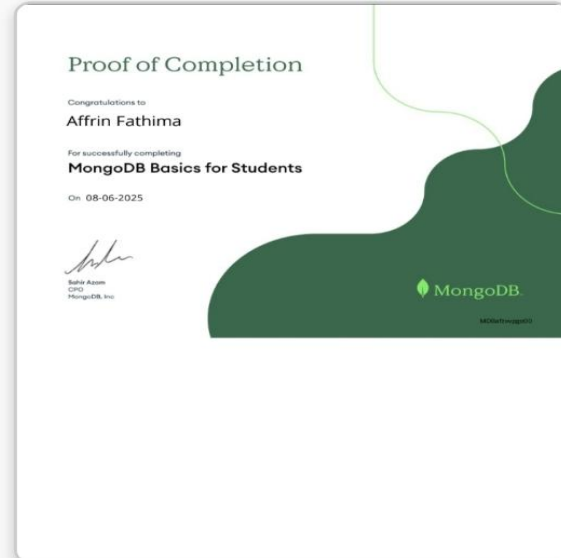 Proof of Completion
Congratulations to
Affrin Fathima
For successfully completing
MongoDB Basics for Students
On 08-06-2025
Sahir Azam
CPO
MongoDB, Inc
MongoDB.